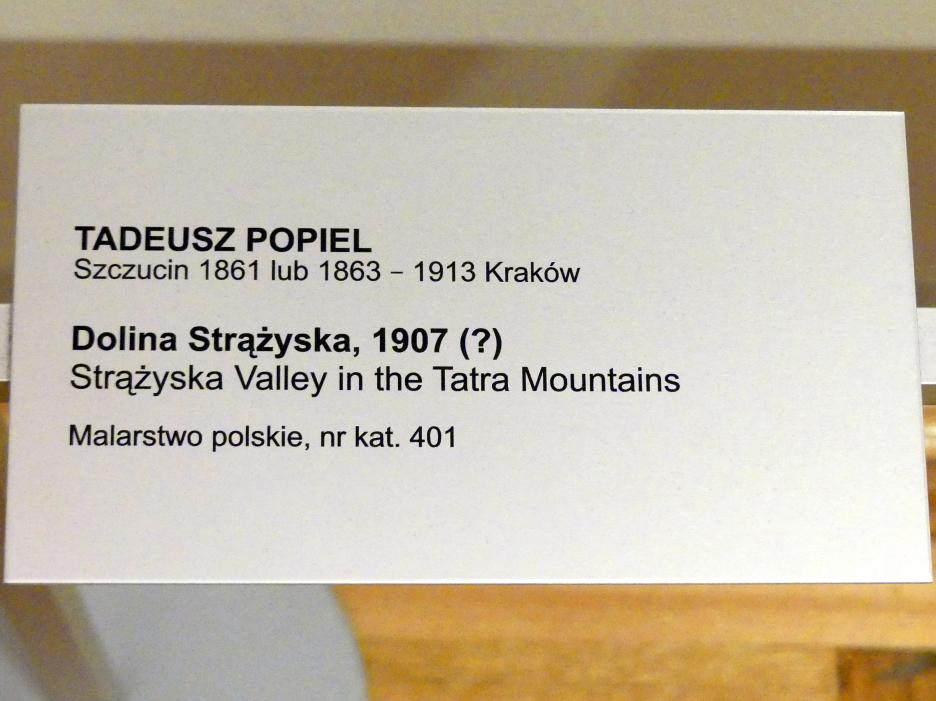 TADEUSZ POPIEL
Szczucin 1861 lub 1863 – 1913 Kraków
Dolina Strążyska, 1907 (?)
Strążyska Valley in the Tatra Mountains
Malarstwo polskie, nr kat. 401